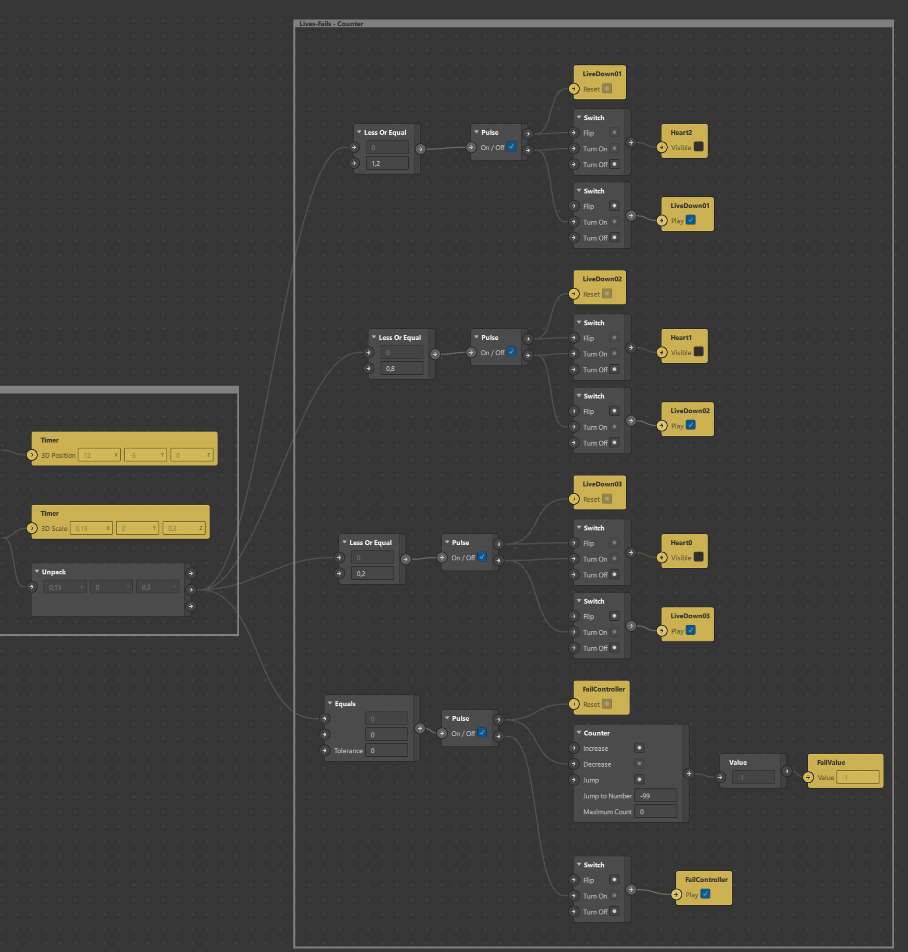 Lives-fails - Counter
LiveDown01
Reset
Less Or Equal
0
1,2
Pulse
On / Off
Switch
Flip
Turn On
Turn Off
Heart2
Visible
Switch
Flip
Turn On
Turn Off
LiveDown01
Play
LiveDown02
Reset
Less Or Equal
0
0,8
Pulse
On / Off
Switch
Flip
Turn On
Turn Off
Heart1
Visible
Switch
Flip
Turn On
Turn Off
LiveDown02
Play
Timer
3D Position 12 X -5 Y 0 Z
Timer
3D Scale 0,15 X 0 Y 0,3 Z
Unpack
0,15 X 0 Y 0,3 Z
LiveDown03
Reset
Less Or Equal
0
0,2
Pulse
On / Off
Switch
Flip
Turn On
Turn Off
Heart0
Visible
Switch
Flip
Turn On
Turn Off
LiveDown03
Play
Equals
0
0
Tolerance 0
Pulse
On / Off
FailController
Reset
Counter
Increase
Decrease
Jump
Jump to Number -99
Maximum Count 0
Value
-1
FailValue
Value -1
Switch
Flip
Turn On
Turn Off
FailController
Play